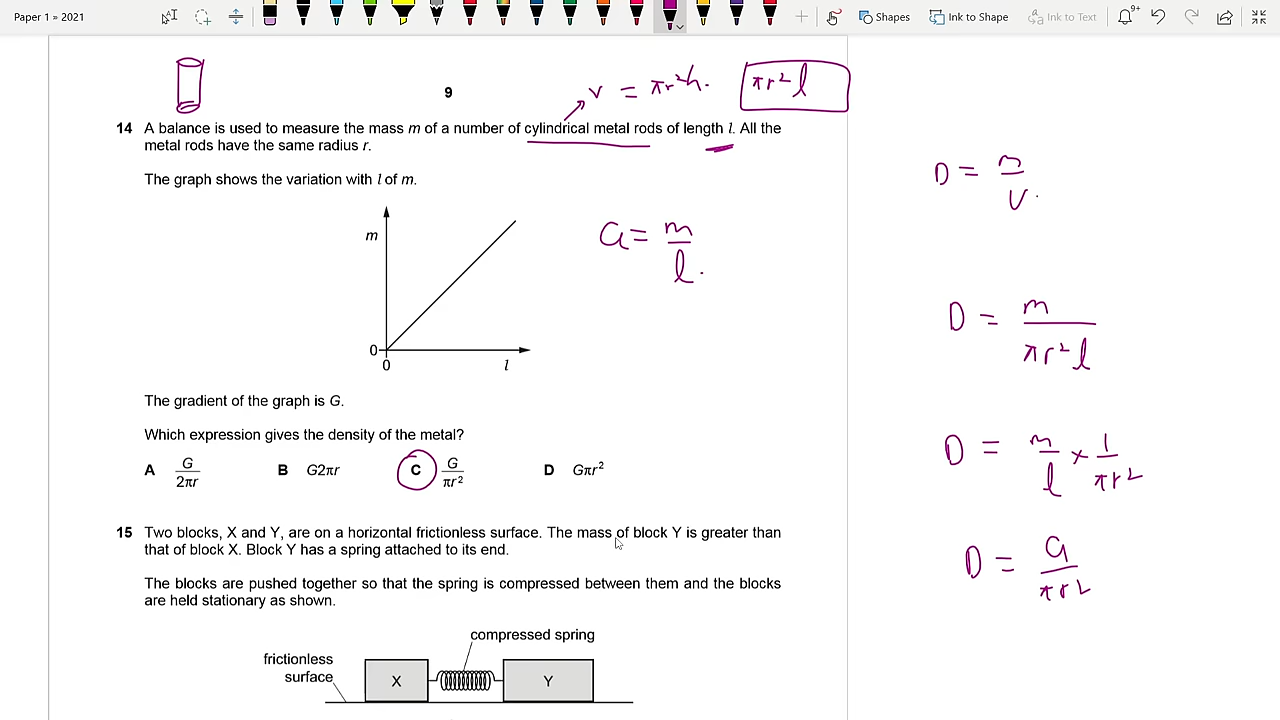 Paper 1 » 2021
Shapes
Ink to Shape
Ink to Text
9+
v = πr²h.
πr²l
9
14 A balance is used to measure the mass m of a number of cylindrical metal rods of length l. All the
metal rods have the same radius r.
D = m/V.
The graph shows the variation with l of m.
m
G = m/l.
0
0
l
D = m/πr²l
The gradient of the graph is G.
Which expression gives the density of the metal?
A G/2πr B G2πr C G/πr² D Gπr²
D = m/l × 1/πr²
15 Two blocks, X and Y, are on a horizontal frictionless surface. The mass of block Y is greater than
that of block X. Block Y has a spring attached to its end.
D = G/πr²
The blocks are pushed together so that the spring is compressed between them and the blocks
are held stationary as shown.
compressed spring
frictionless
surface
X
Y